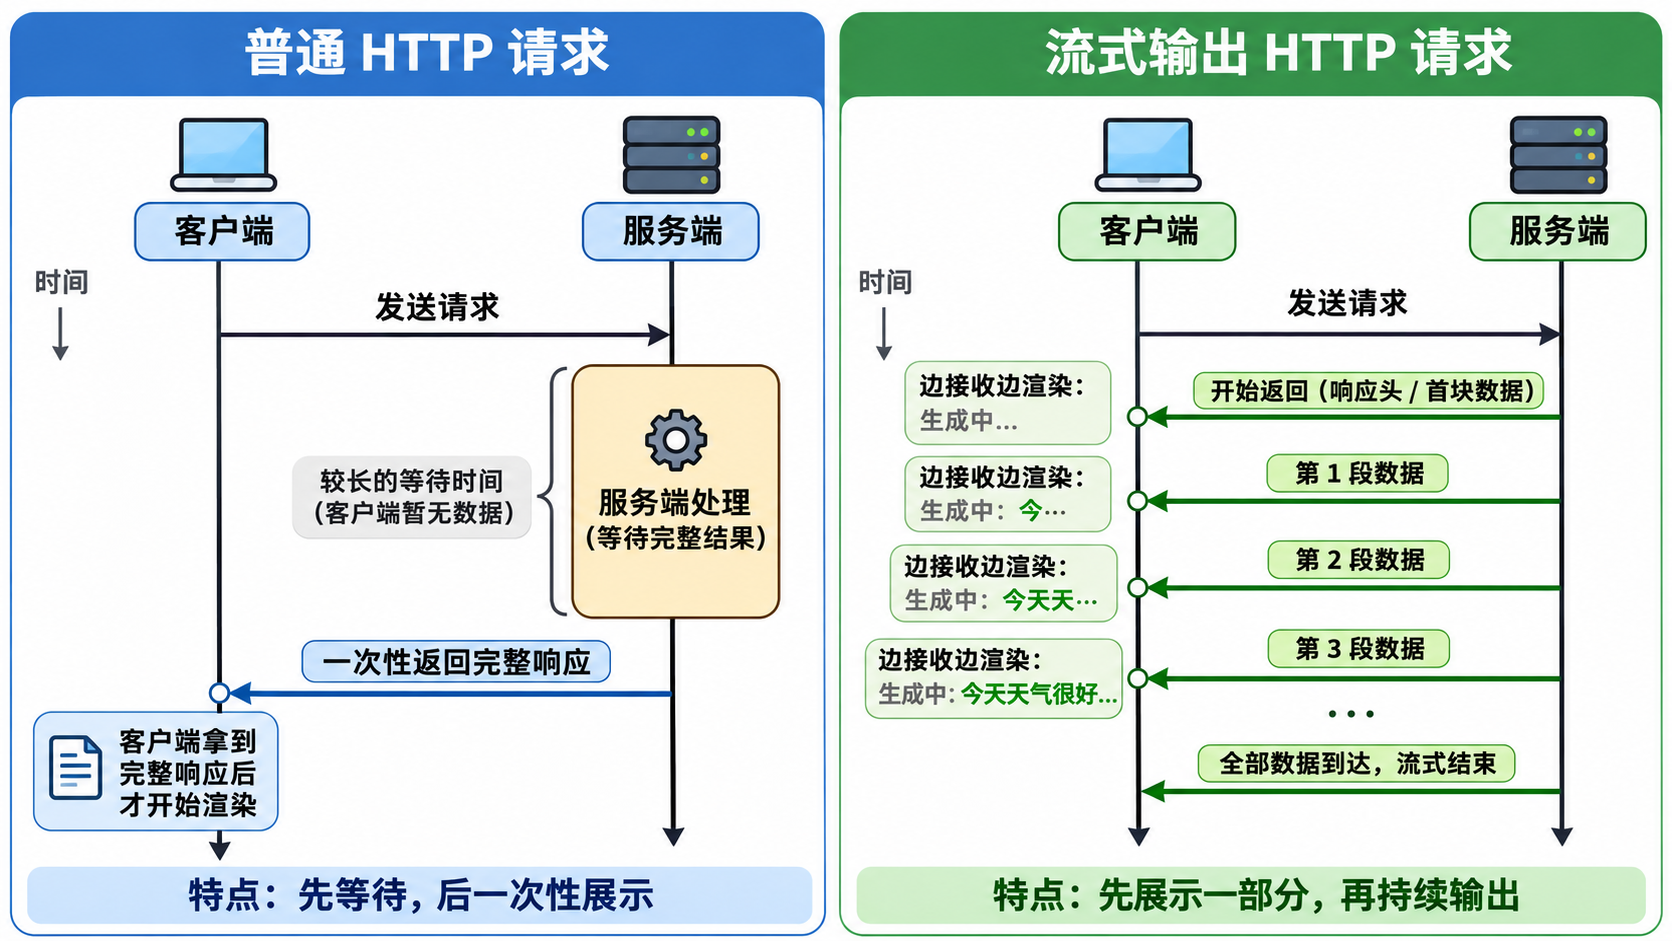 普通 HTTP 请求
客户端
服务端
时间
发送请求
较长的等待时间
（客户端暂无数据）
服务端处理
（等待完整结果）
一次性返回完整响应
客户端拿到
完整响应后
才开始渲染
特点：先等待，后一次性展示
流式输出 HTTP 请求
客户端
服务端
时间
发送请求
开始返回（响应头 / 首块数据）
边接收边渲染：
生成中...
第 1 段数据
边接收边渲染：
生成中：今...
第 2 段数据
边接收边渲染：
生成中：今天天...
第 3 段数据
边接收边渲染：
生成中: 今天天气很好...
...
全部数据到达，流式结束
特点：先展示一部分，再持续输出